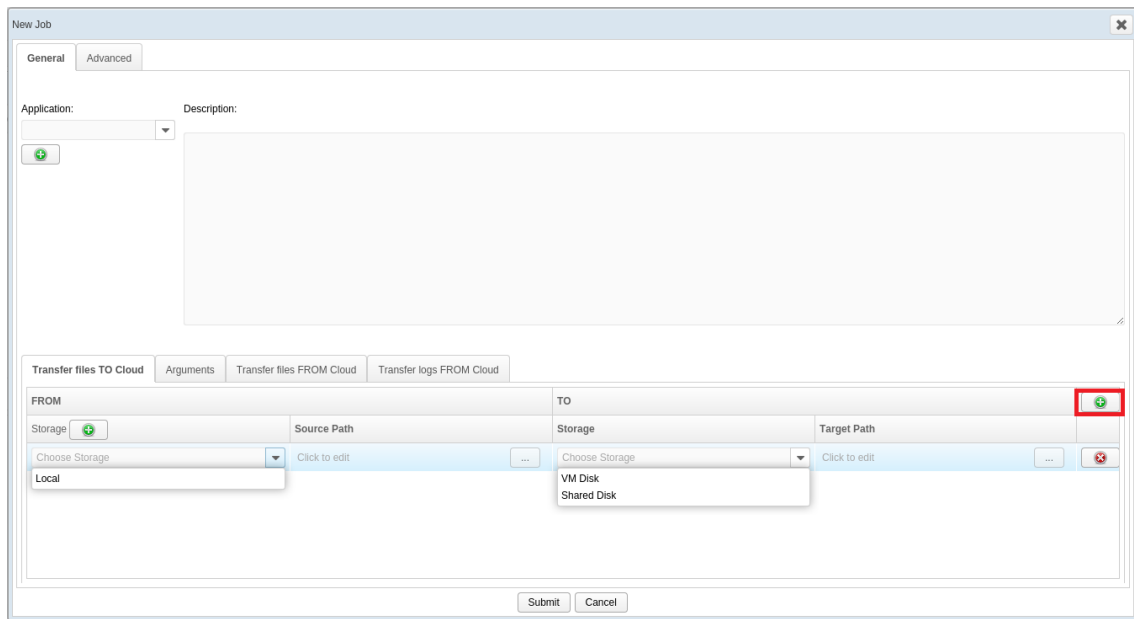 New Job
General Advanced
Application: Description:
Transfer files TO Cloud Arguments Transfer files FROM Cloud Transfer logs FROM Cloud
FROM TO
Storage Source Path Storage Target Path
Choose Storage Click to edit ... Choose Storage Click to edit ...
Local VM Disk
Shared Disk
Submit Cancel